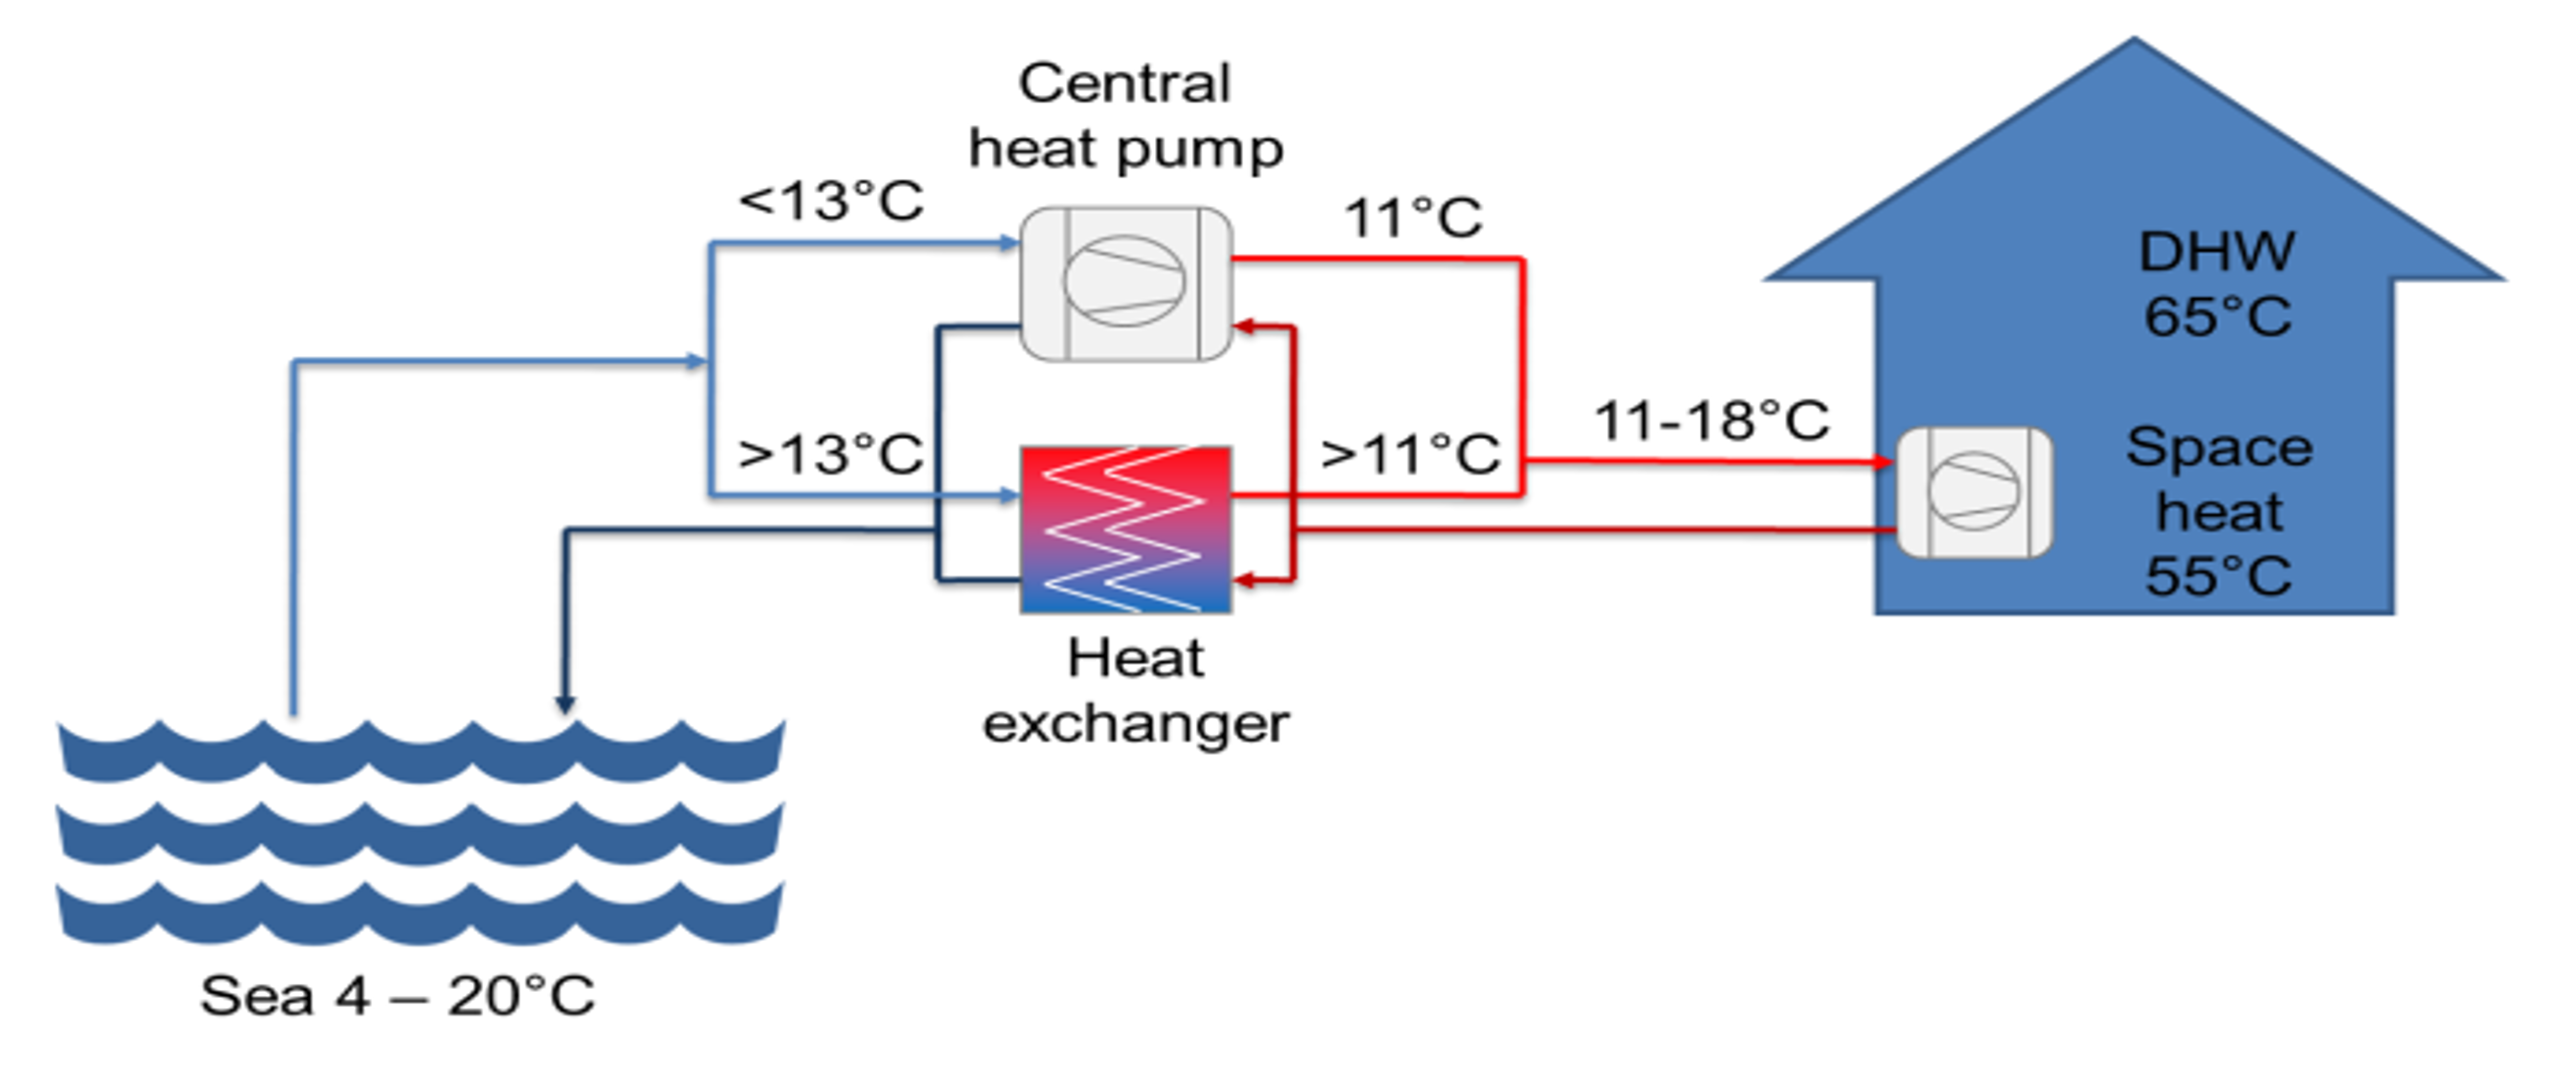 Central
heat pump
<13°C
11°C
>13°C
>11°C
11-18°C
DHW
65°C
Space
heat
55°C
Heat
exchanger
Sea 4 – 20°C